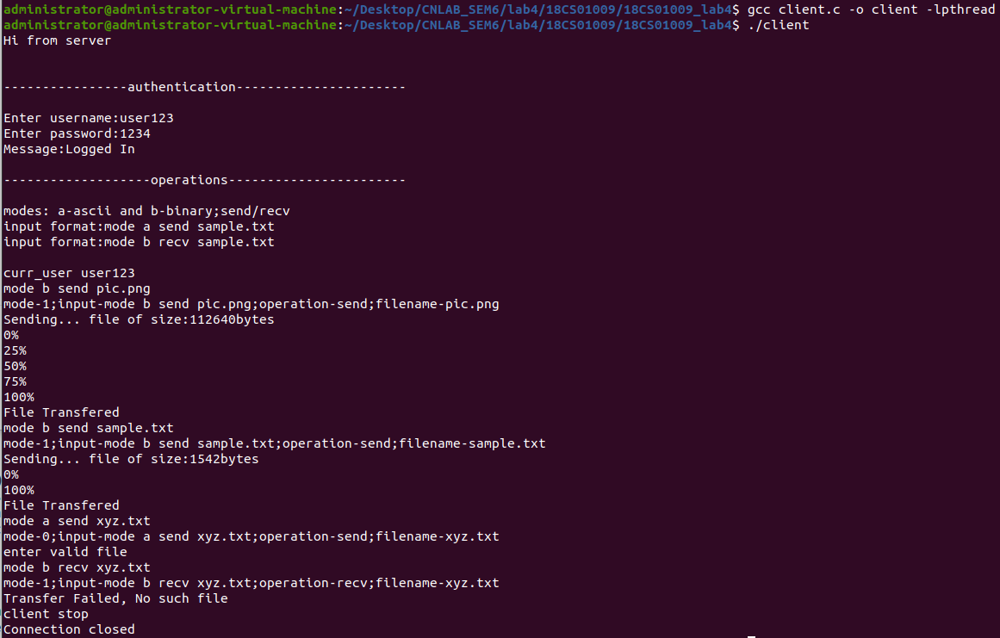 administrator@administrator-virtual-machine:~/Desktop/CNLAB_SEM6/lab4/18CS01009/18CS01009_lab4$ gcc client.c -o client -lpthread
administrator@administrator-virtual-machine:~/Desktop/CNLAB_SEM6/lab4/18CS01009/18CS01009_lab4$ ./client
Hi from server
----------------authentication----------------------
Enter username:user123
Enter password:1234
Message:Logged In
-------------------operations-----------------------
modes: a-ascii and b-binary;send/recv
input format:mode a send sample.txt
input format:mode b recv sample.txt
curr_user user123
mode b send pic.png
mode-1;input-mode b send pic.png;operation-send;filename-pic.png
Sending... file of size:112640bytes
0%
25%
50%
75%
100%
File Transfered
mode b send sample.txt
mode-1;input-mode b send sample.txt;operation-send;filename-sample.txt
Sending... file of size:1542bytes
0%
100%
File Transfered
mode a send xyz.txt
mode-0;input-mode a send xyz.txt;operation-send;filename-xyz.txt
enter valid file
mode b recv xyz.txt
mode-1;input-mode b recv xyz.txt;operation-recv;filename-xyz.txt
Transfer Failed, No such file
client stop
Connection closed